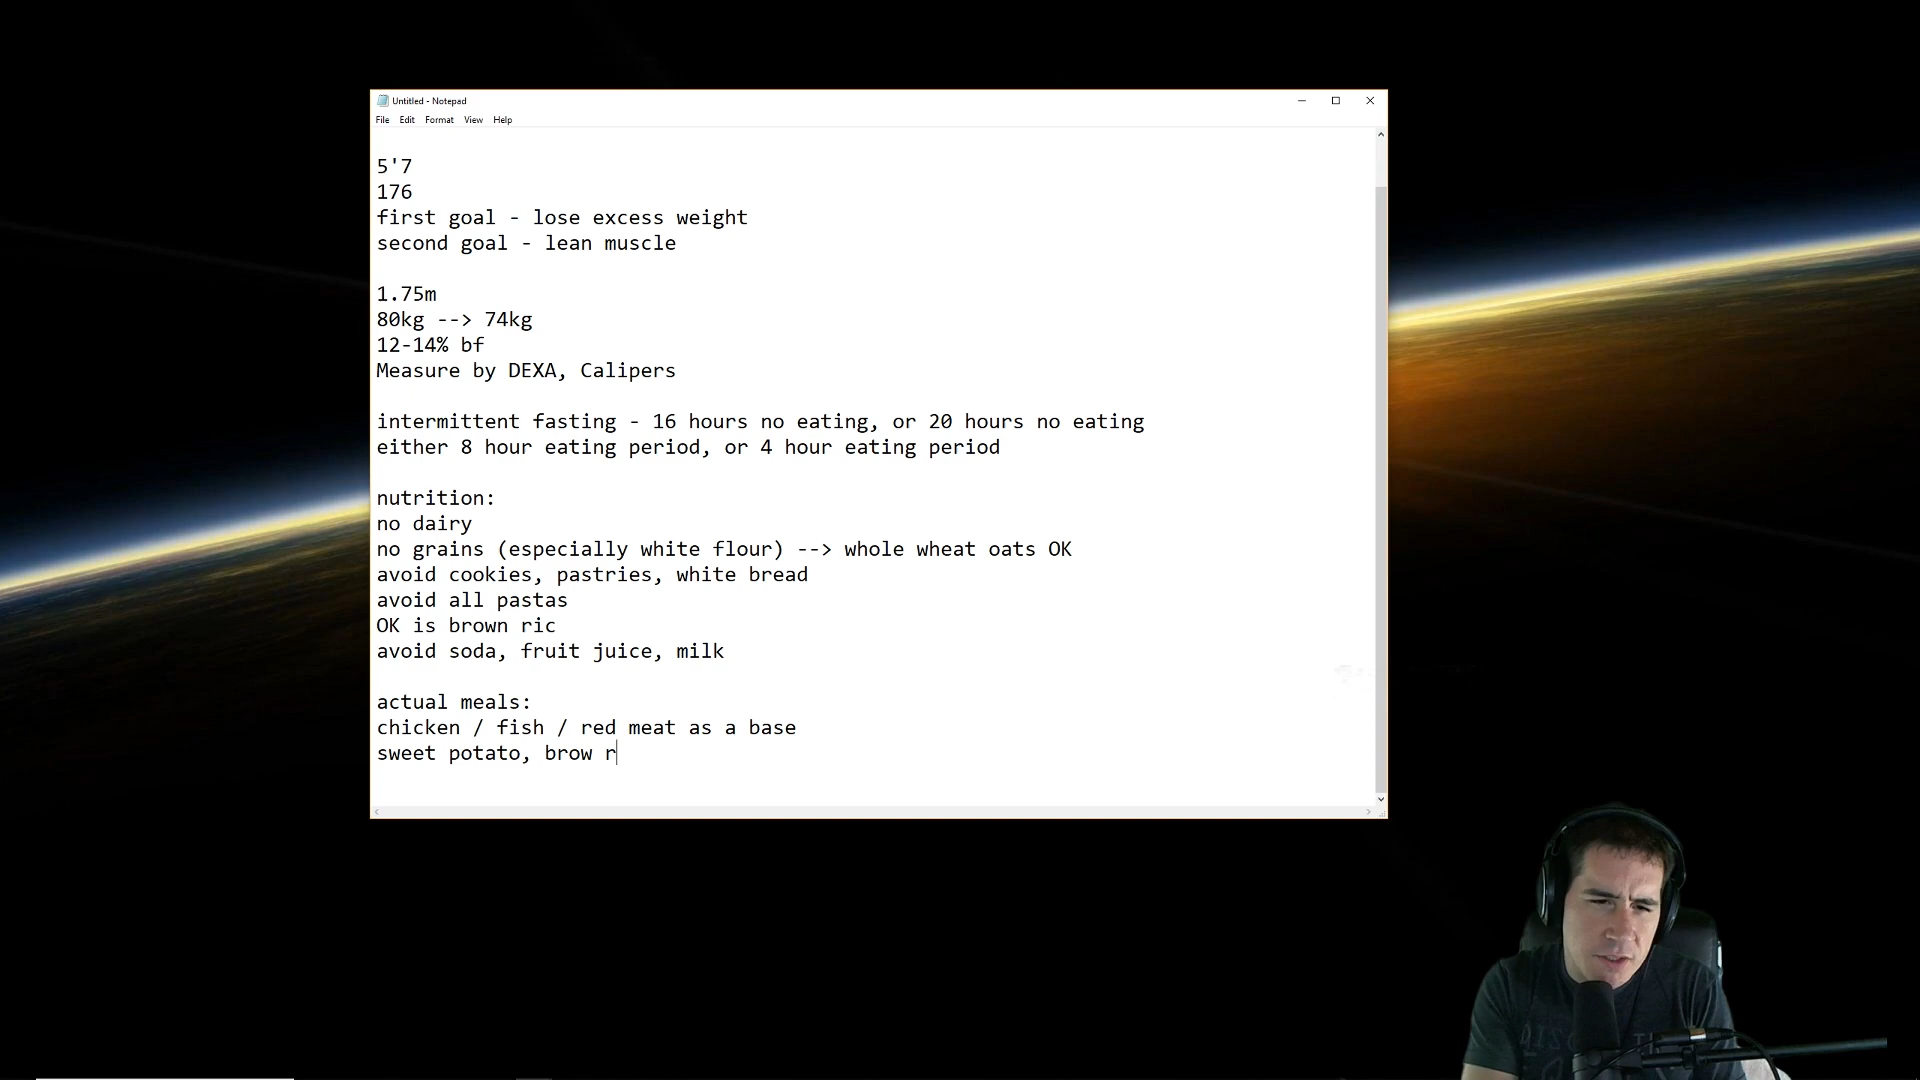 Untitled - Notepad
File Edit Format View Help
5'7
176
first goal - lose excess weight
second goal - lean muscle
1.75m
80kg --> 74kg
12-14% bf
Measure by DEXA, Calipers
intermittent fasting - 16 hours no eating, or 20 hours no eating
either 8 hour eating period, or 4 hour eating period
nutrition:
no dairy
no grains (especially white flour) --> whole wheat oats OK
avoid cookies, pastries, white bread
avoid all pastas
OK is brown ric
avoid soda, fruit juice, milk
actual meals:
chicken / fish / red meat as a base
sweet potato, brow r